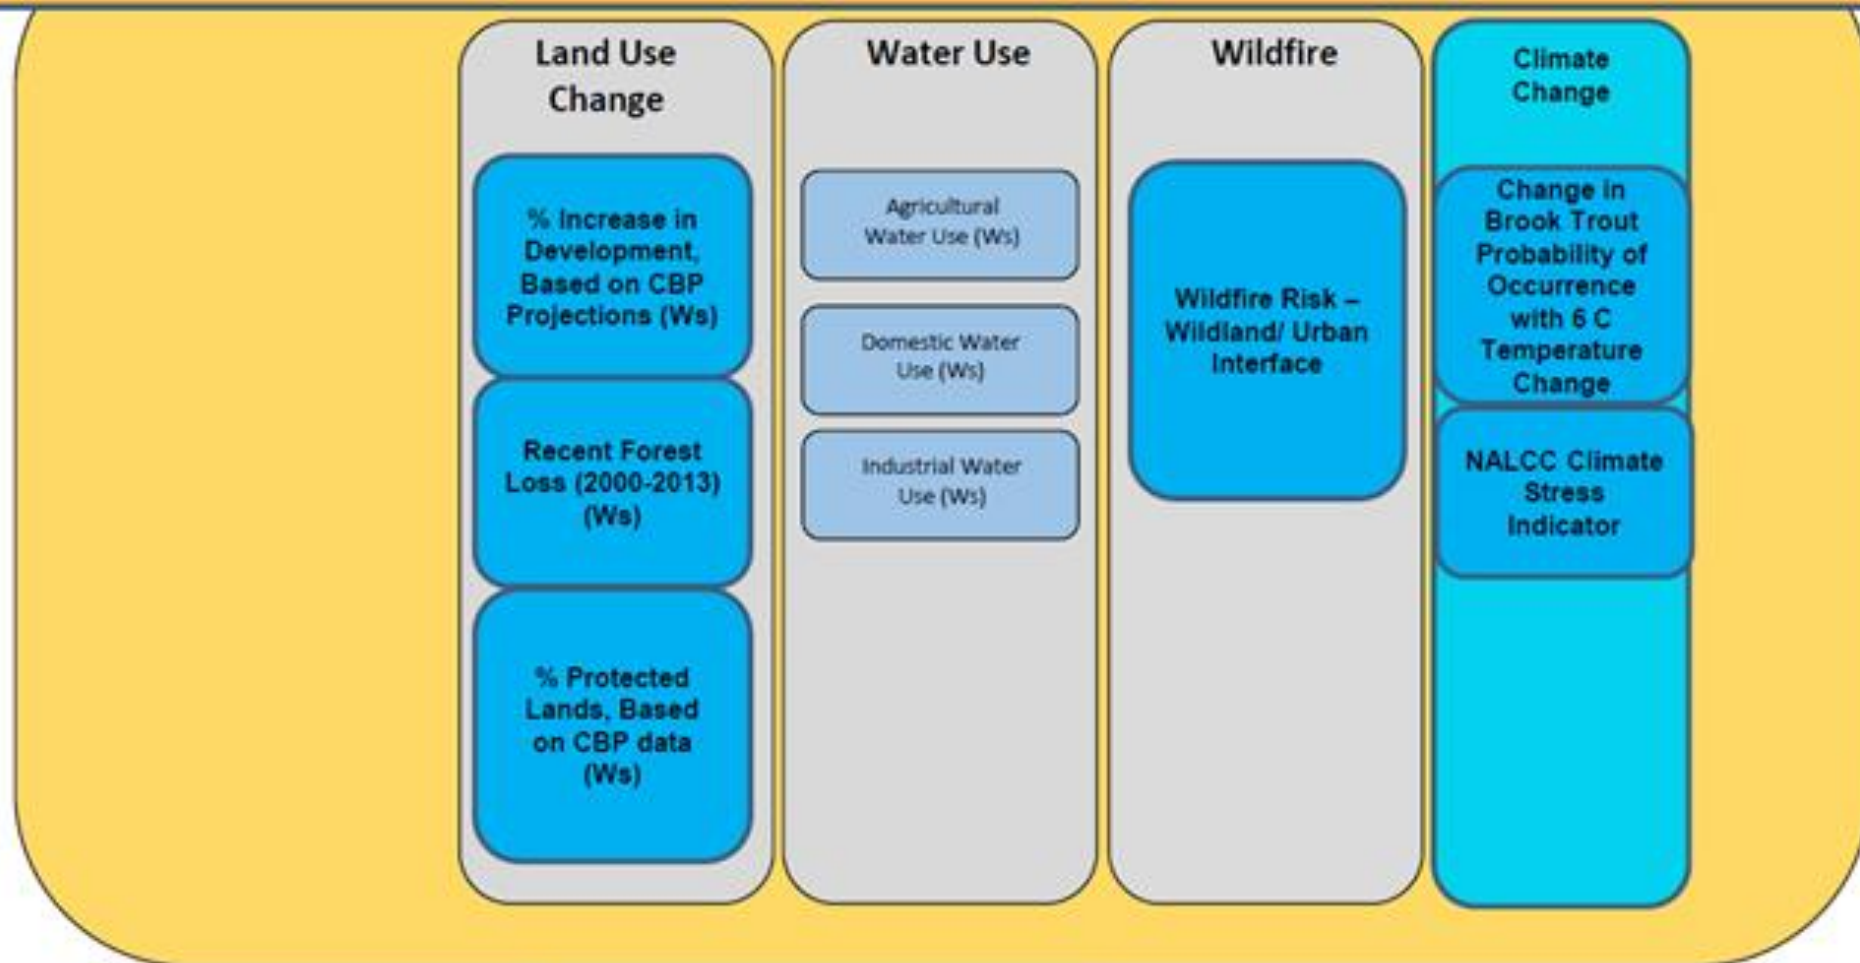 Land Use
Change
% Increase in
Development,
Based on CBP
Projections (Ws)
Recent Forest
Loss (2000-2013)
(Ws)
% Protected
Lands, Based
on CBP data
(Ws)
Water Use
Agricultural
Water Use (Ws)
Domestic Water
Use (Ws)
Industrial Water
Use (Ws)
Wildfire
Wildfire Risk –
Wildland/ Urban
Interface
Climate
Change
Change in
Brook Trout
Probability of
Occurrence
with 6 C
Temperature
Change
NALCC Climate
Stress
Indicator